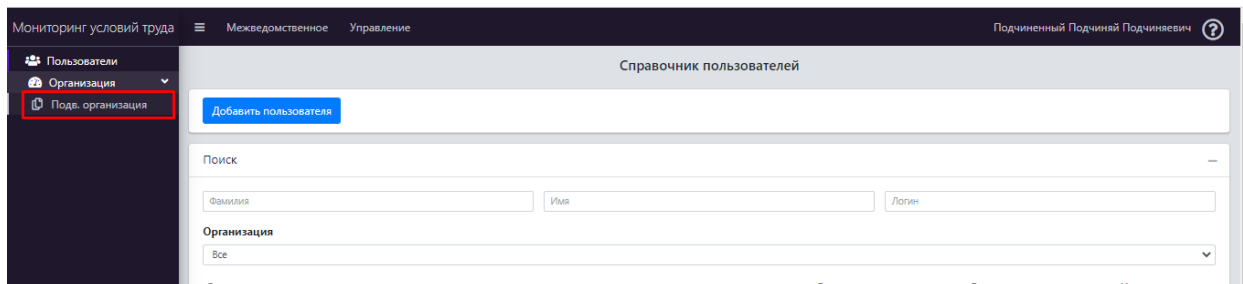 Мониторинг условий труда Межведомственное Управление Подчиненный Подчиняй Подчиняевич ?
Пользователи
Организация
Подв. организация
Справочник пользователей
Добавить пользователя
Поиск
Фамилия Имя Логин
Организация
Все